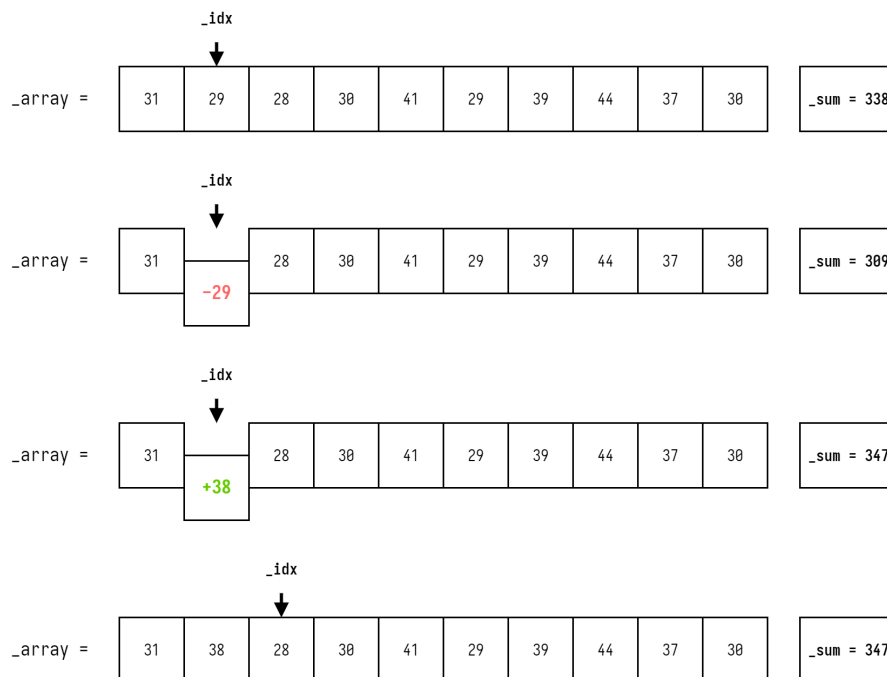 _idx
_array = 31 29 28 30 41 29 39 44 37 30 _sum = 338
_idx
_array = 31 28 30 41 29 39 44 37 30 _sum = 309
-29
_idx
_array = 31 28 30 41 29 39 44 37 30 _sum = 347
+38
_idx
_array = 31 38 28 30 41 29 39 44 37 30 _sum = 347